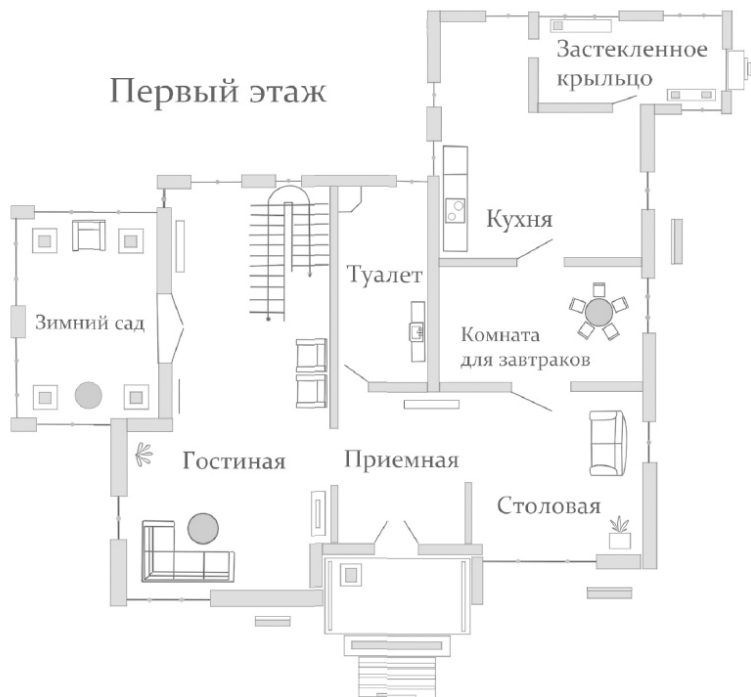 Первый этаж
Застекленное
крыльцо
Кухня
Туалет
Зимний сад
Комната
для завтраков
Гостиная
Приемная
Столовая